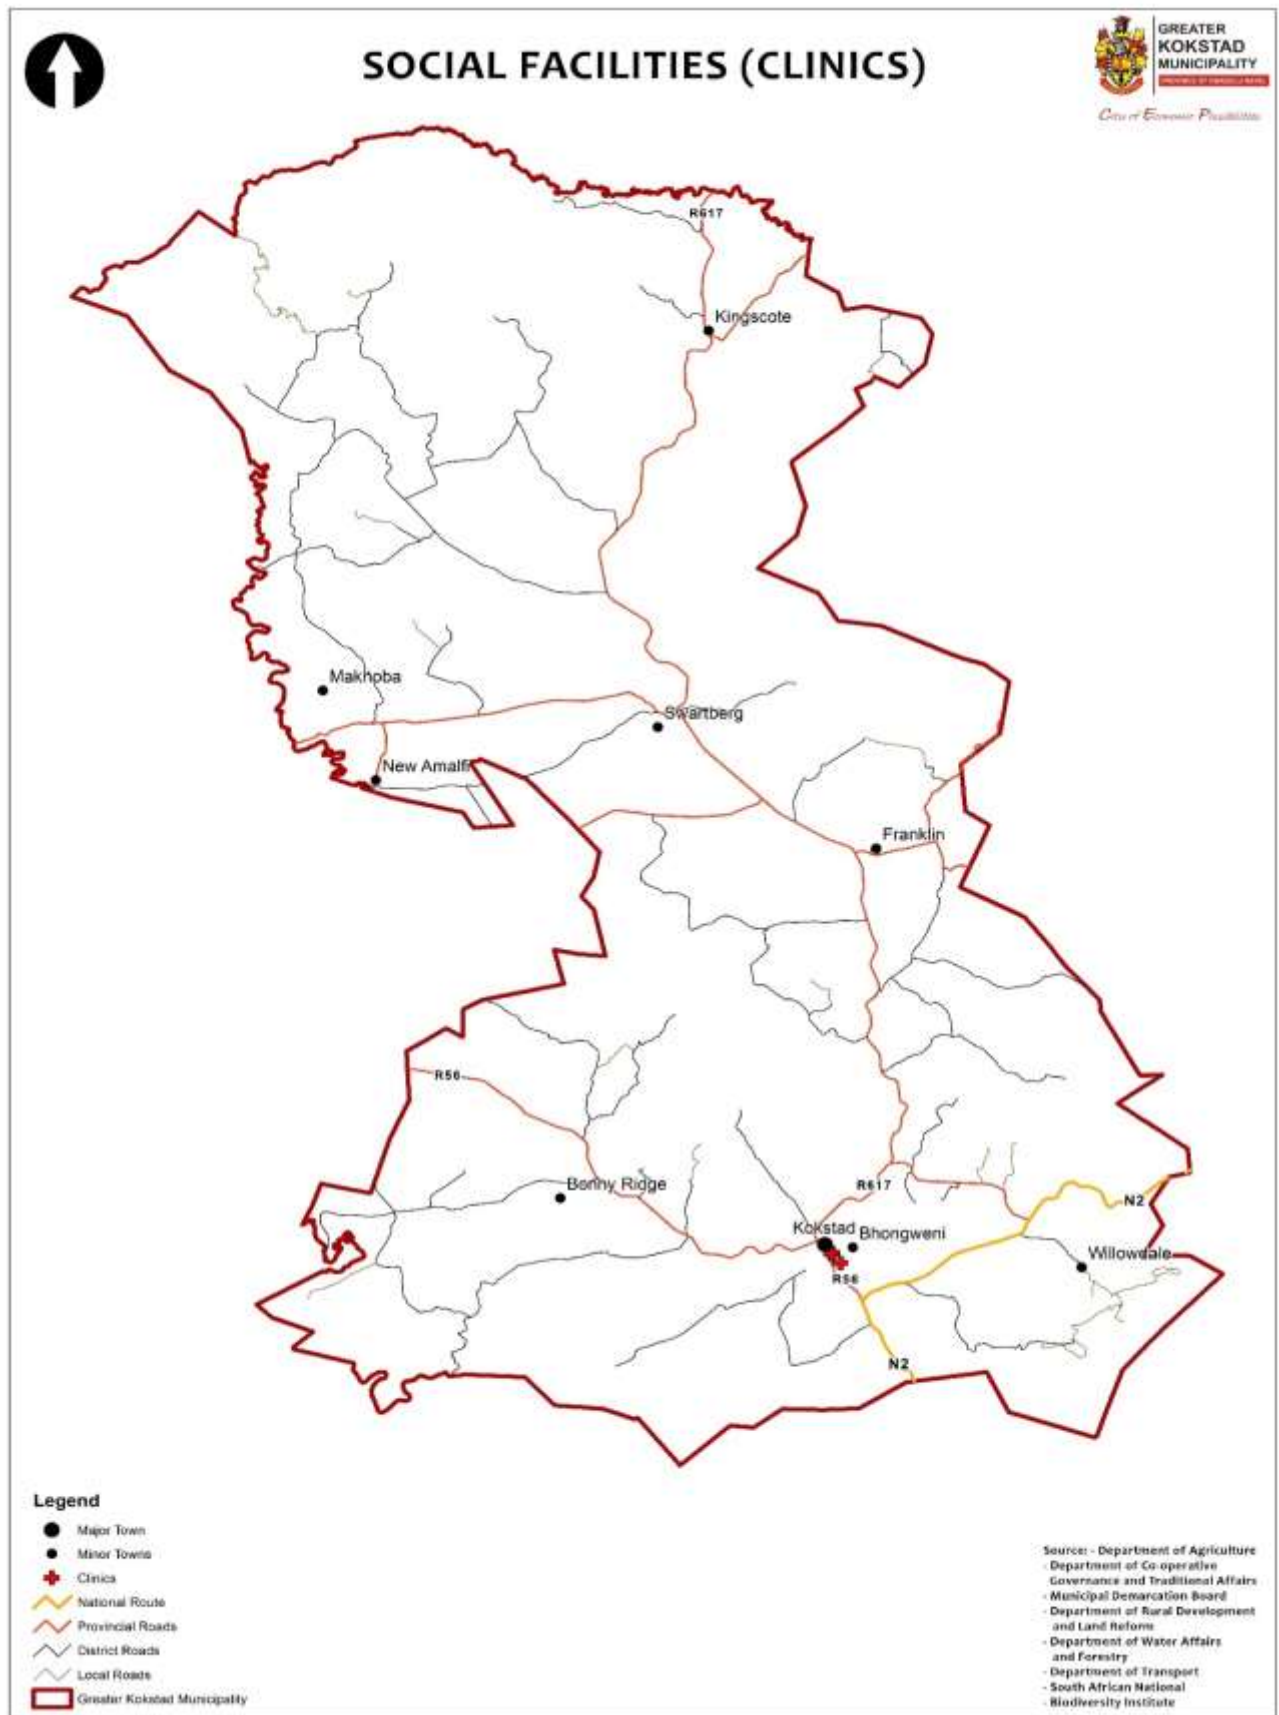 SOCIAL FACILITIES (CLINICS)
GREATER
KOKSTAD
MUNICIPALITY
R617
Kingscote
Makhoba
Swartberg
New Amalfi
Franklin
R56
Bonny Ridge
R617
N2
Kokstad
Bhongweni
Willowdale
R56
N2
Legend
Major Town
Minor Towns
Clinics
National Route
Provincial Roads
District Roads
Local Roads
Greater Kokstad Municipality
Source: - Department of Agriculture
- Department of Co-operative
Governance and Traditional Affairs
- Municipal Demarcation Board
- Department of Rural Development
and Land Reform
- Department of Water Affairs
and Forestry
- Department of Transport
- South African National
- Biodiversity Institute